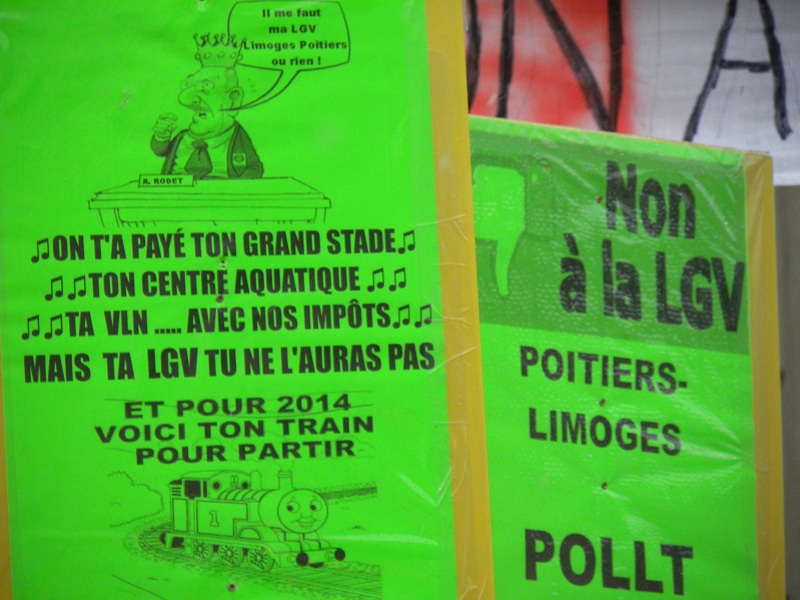 Il me faut
ma LGV
Limoges Poitiers
ou rien !
A. RODET
♫ON T'A PAYÉ TON GRAND STADE♫
♫♫TON CENTRE AQUATIQUE ♫♫
♫♫TA VLN ..... AVEC NOS IMPÔTS♫♫
MAIS TA LGV TU NE L'AURAS PAS
ET POUR 2014
VOICI TON TRAIN
POUR PARTIR
1
N A
Non
à la LGV
POITIERS-
LIMOGES
POLLT